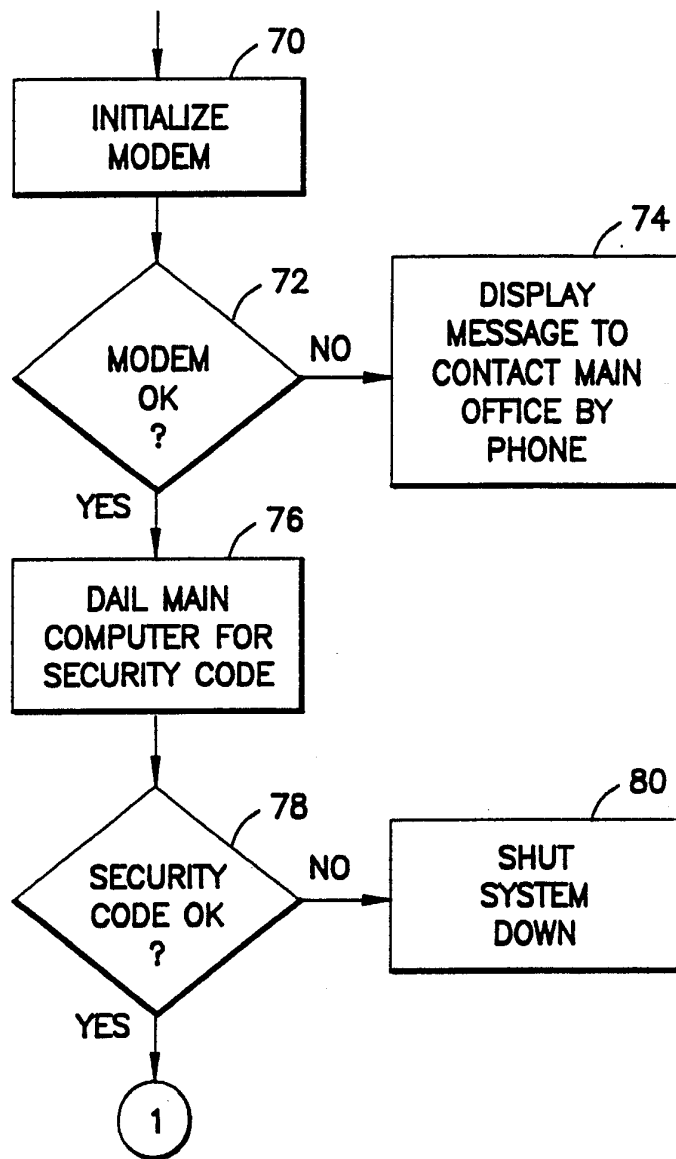 70
INITIALIZE
MODEM
72
MODEM
OK
?
NO
74
DISPLAY
MESSAGE TO
CONTACT MAIN
OFFICE BY
PHONE
YES
76
DAIL MAIN
COMPUTER FOR
SECURITY CODE
78
SECURITY
CODE OK
?
NO
80
SHUT
SYSTEM
DOWN
YES
1